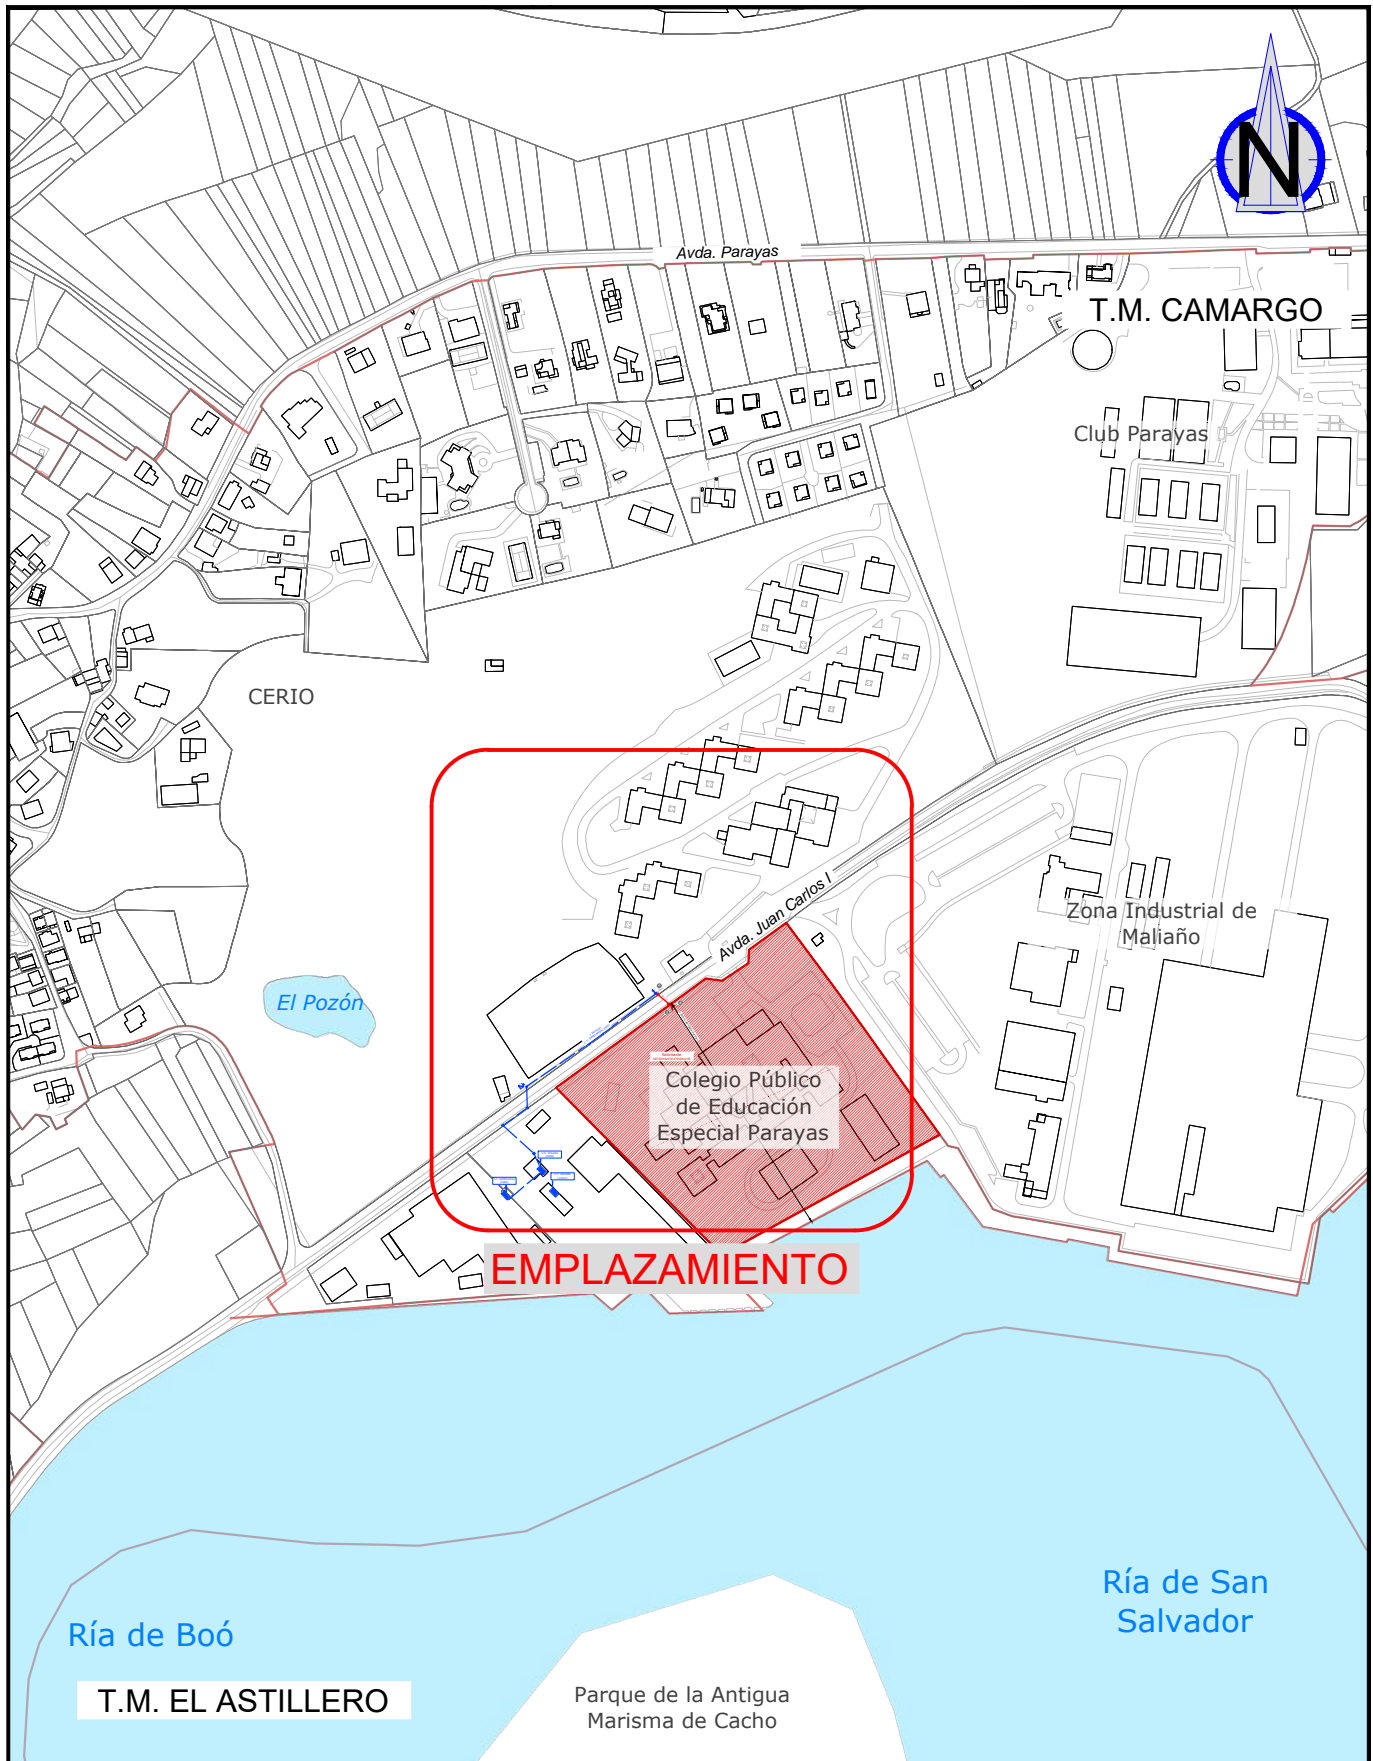 N
Avda. Parayas
T.M. CAMARGO
Club Parayas
CERIO
Avda. Juan Carlos I
Zona Industrial de
Maliaño
El Pozón
Colegio Público
de Educación
Especial Parayas
EMPLAZAMIENTO
Ría de San
Salvador
Ría de Boó
T.M. EL ASTILLERO
Parque de la Antigua
Marisma de Cacho